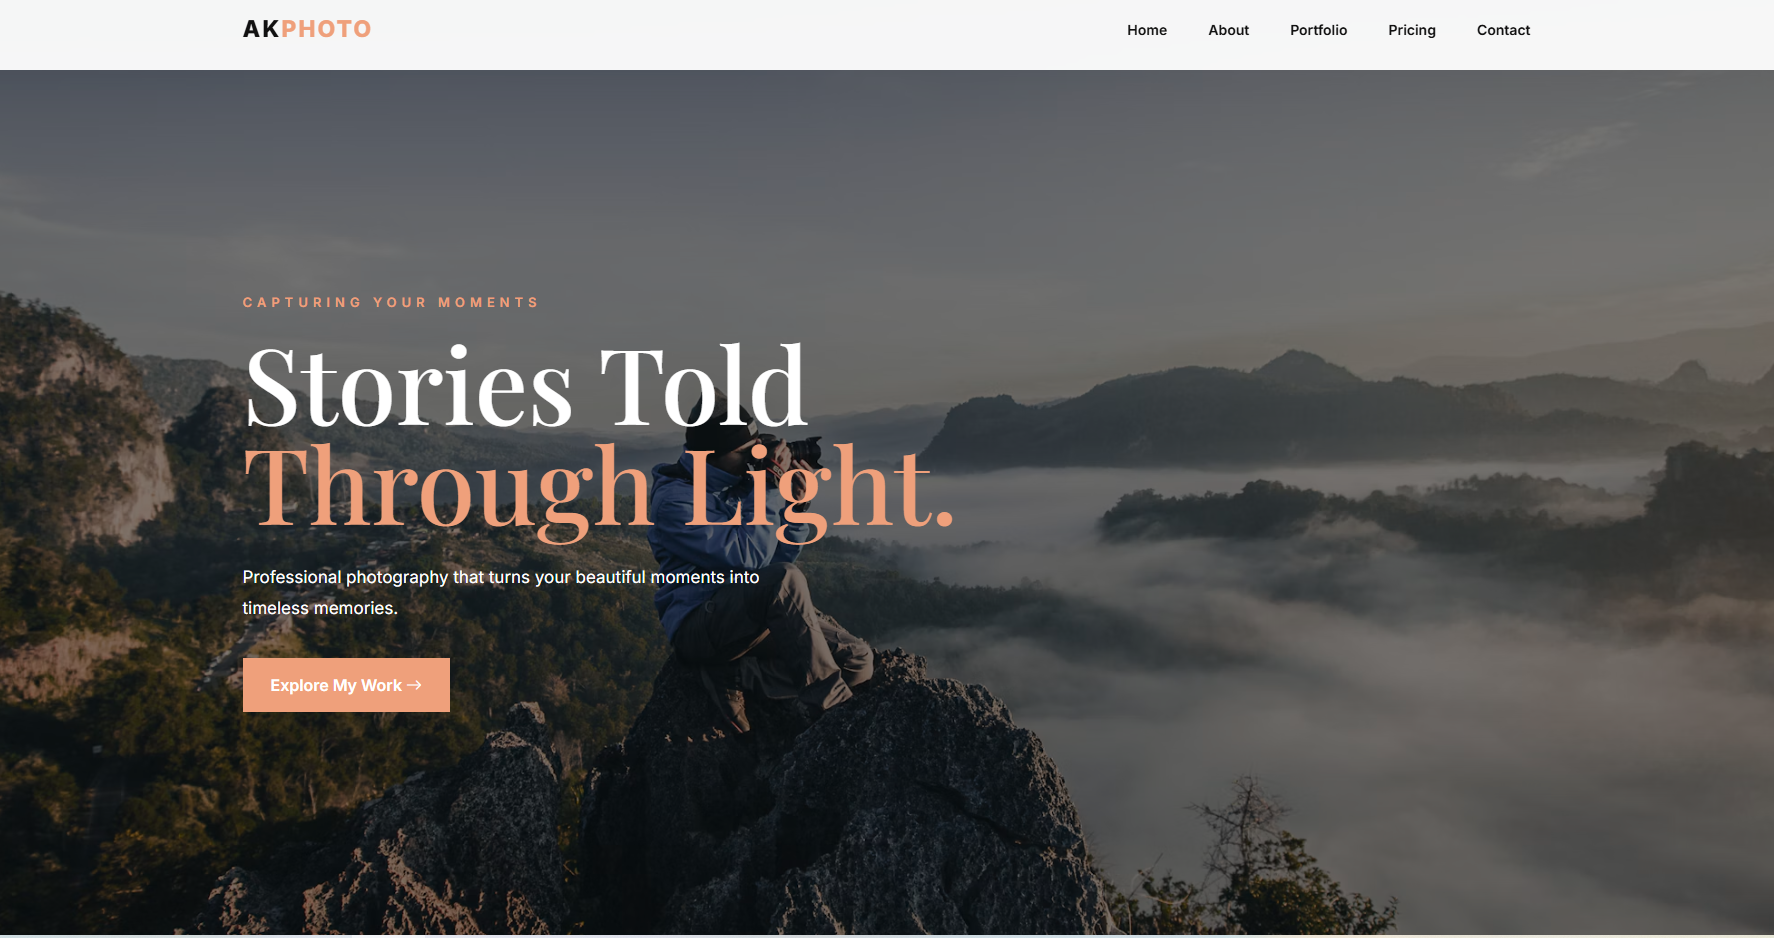 AKPHOTO
Home About Portfolio Pricing Contact
CAPTURING YOUR MOMENTS
Stories Told
Through Light.
Professional photography that turns your beautiful moments into
timeless memories.
Explore My Work →